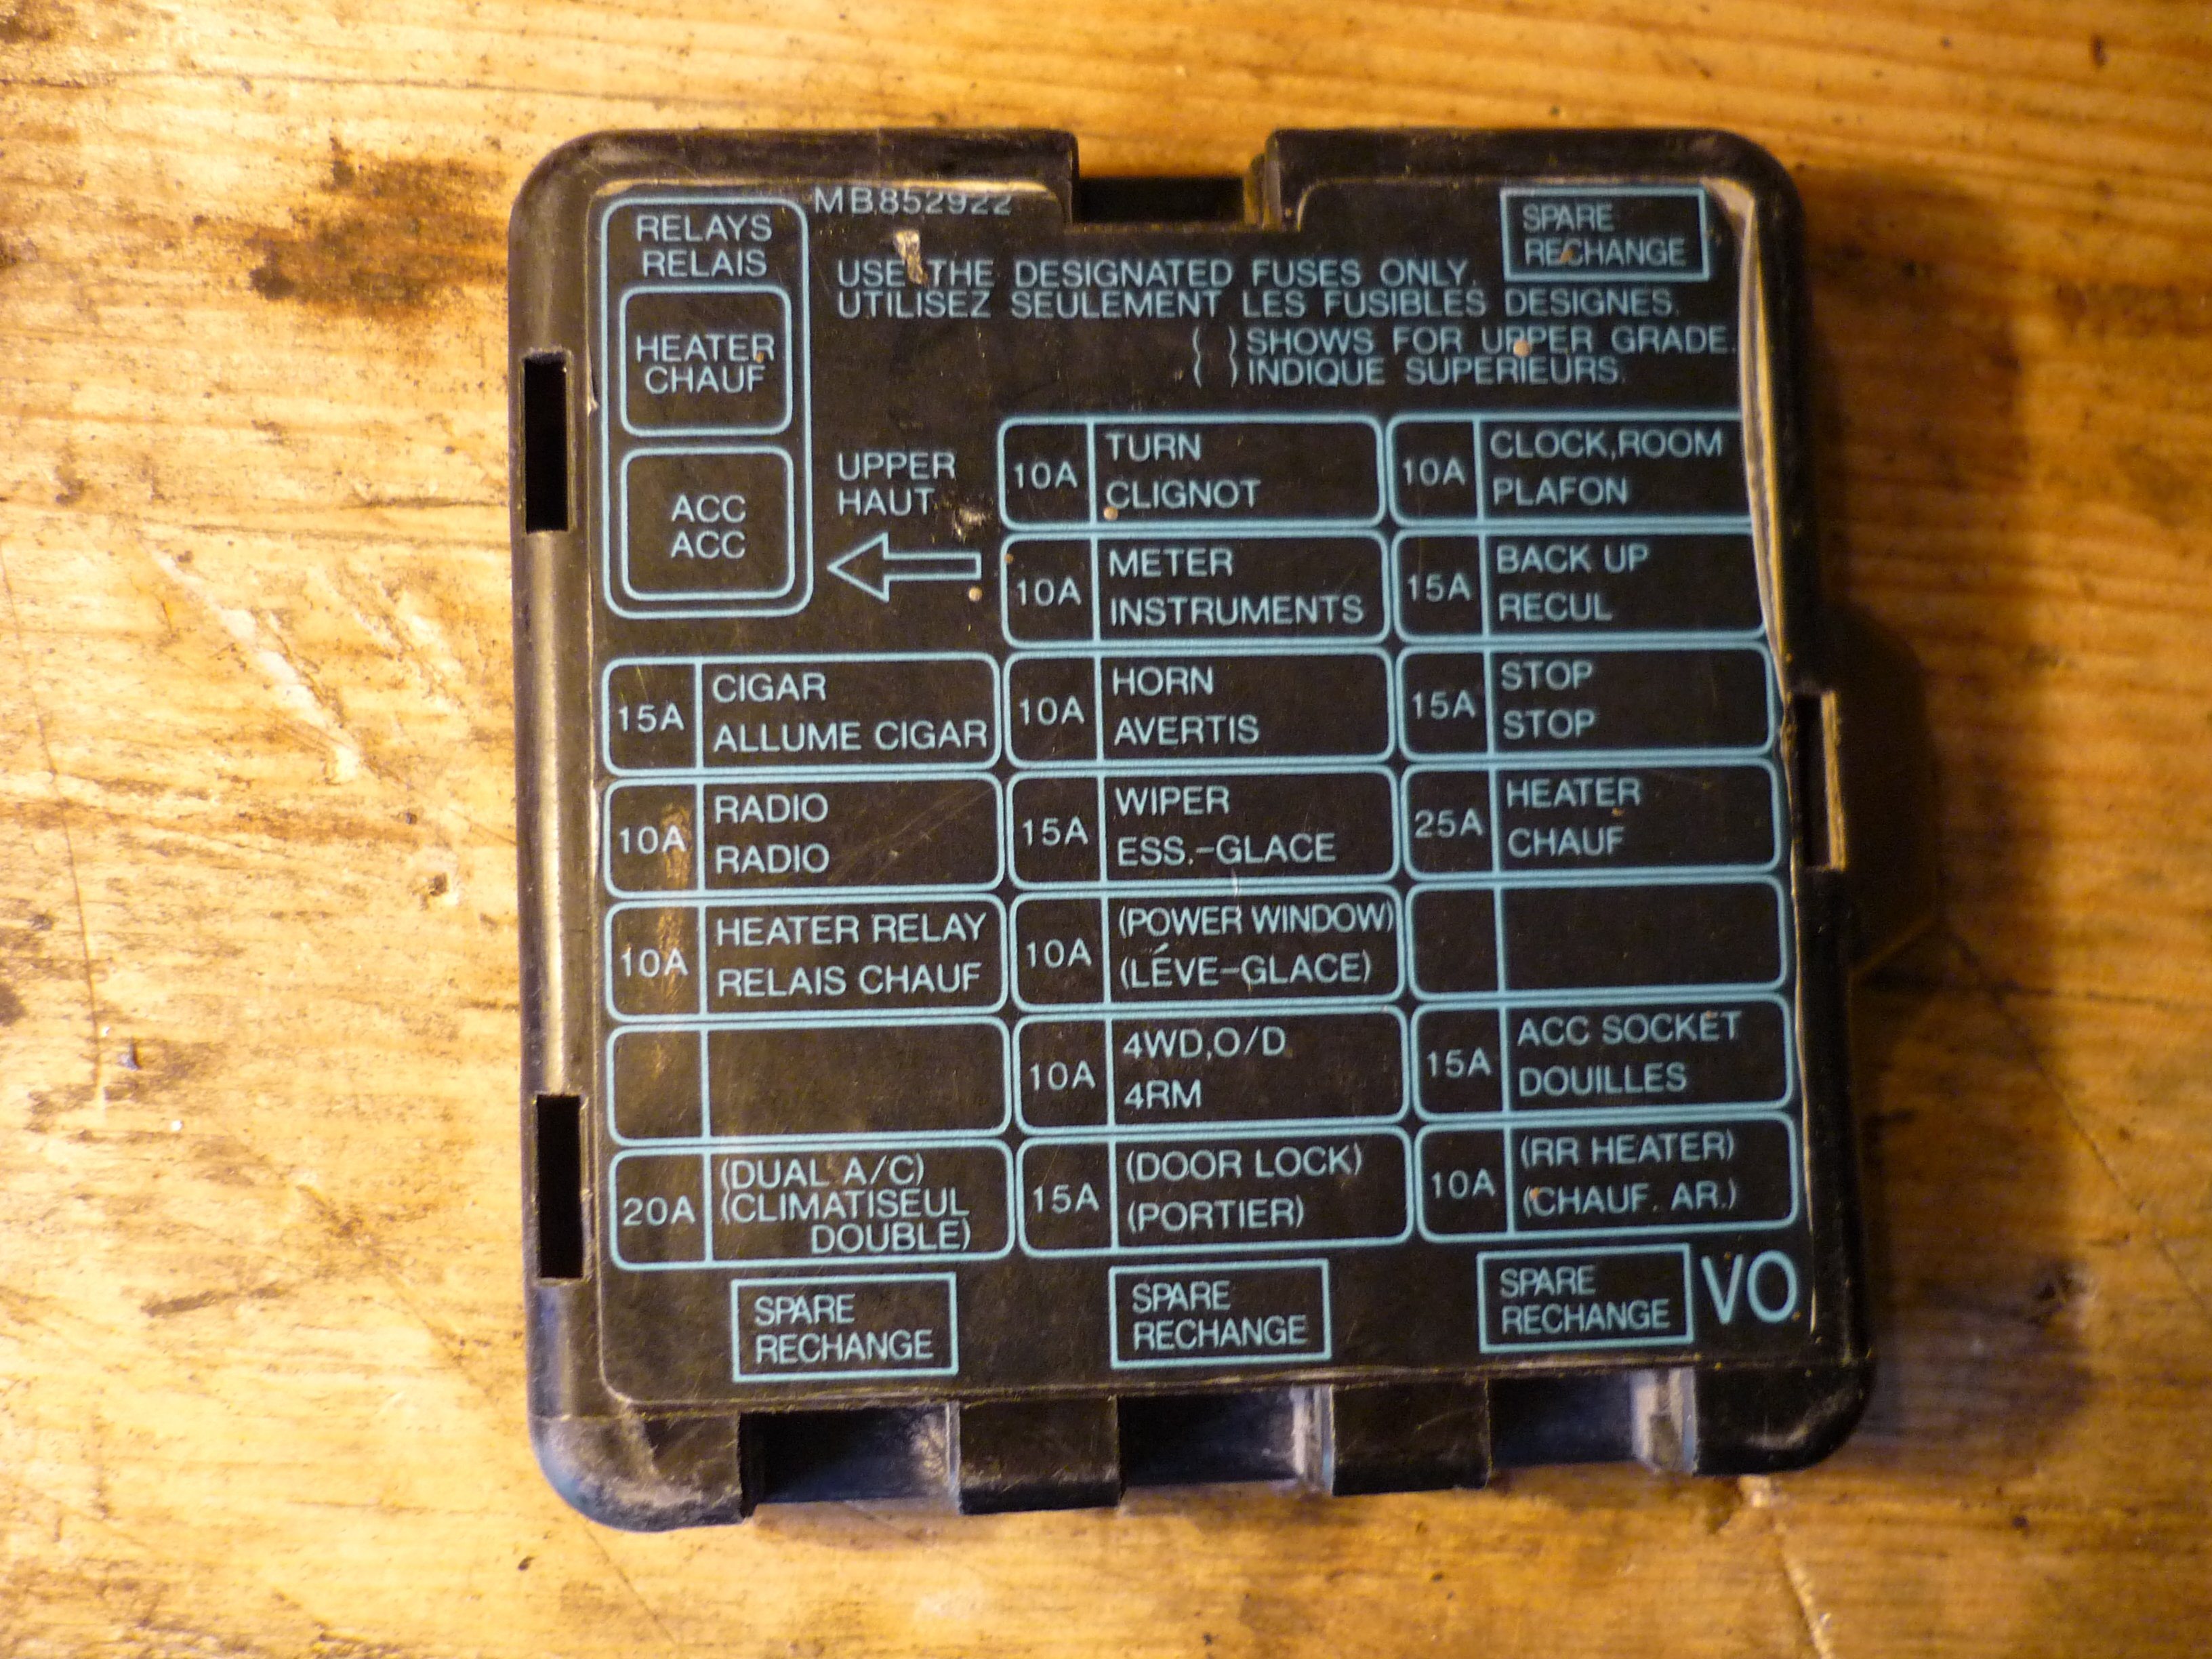 MB852922
RELAYS
RELAIS
HEATER
CHAUF
ACC
ACC
SPARE
RECHANGE
USE THE DESIGNATED FUSES ONLY.
UTILISEZ SEULEMENT LES FUSIBLES DESIGNES.
( ) SHOWS FOR UPPER GRADE.
( ) INDIQUE SUPERIEURS.
UPPER
HAUT
15A
CIGAR
ALLUME CIGAR
10A
RADIO
RADIO
10A
HEATER RELAY
RELAIS CHAUF
20A
(DUAL A/C)
(CLIMATISEUL
DOUBLE)
10A
TURN
CLIGNOT
10A
METER
INSTRUMENTS
10A
HORN
AVERTIS
15A
WIPER
ESS.-GLACE
10A
(POWER WINDOW)
(LÉVE-GLACE)
10A
4WD,O/D
4RM
15A
(DOOR LOCK)
(PORTIER)
10A
CLOCK,ROOM
PLAFON
15A
BACK UP
RECUL
15A
STOP
STOP
25A
HEATER
CHAUF
15A
ACC SOCKET
DOUILLES
10A
(RR HEATER)
(CHAUF. AR.)
SPARE
RECHANGE
SPARE
RECHANGE
SPARE
RECHANGE
VO